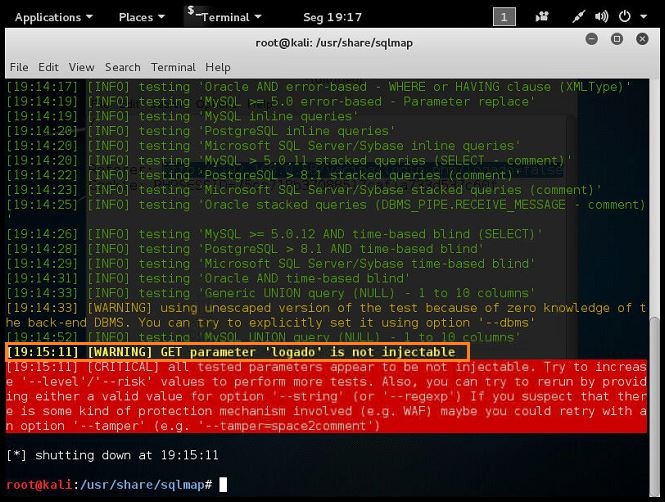 Applications Places Terminal Seg 19:17 1
root@kali: /usr/share/sqlmap
File Edit View Search Terminal Help
[19:14:17] [INFO] testing 'Oracle AND error-based - WHERE or HAVING clause (XMLType)'
[19:14:19] [INFO] testing 'MySQL >= 5.0 error-based - Parameter replace'
[19:14:19] [INFO] testing 'MySQL inline queries'
[19:14:20] [INFO] testing 'PostgreSQL inline queries'
[19:14:20] [INFO] testing 'Microsoft SQL Server/Sybase inline queries'
[19:14:20] [INFO] testing 'MySQL > 5.0.11 stacked queries (SELECT - comment)'
[19:14:22] [INFO] testing 'PostgreSQL > 8.1 stacked queries (comment)'
[19:14:23] [INFO] testing 'Microsoft SQL Server/Sybase stacked queries (comment)'
[19:14:25] [INFO] testing 'Oracle stacked queries (DBMS_PIPE.RECEIVE_MESSAGE - comment)
'
[19:14:26] [INFO] testing 'MySQL >= 5.0.12 AND time-based blind (SELECT)'
[19:14:28] [INFO] testing 'PostgreSQL > 8.1 AND time-based blind'
[19:14:29] [INFO] testing 'Microsoft SQL Server/Sybase time-based blind'
[19:14:31] [INFO] testing 'Oracle AND time-based blind'
[19:14:33] [INFO] testing 'Generic UNION query (NULL) - 1 to 10 columns'
[19:14:33] [WARNING] using unescaped version of the test because of zero knowledge of t
he back-end DBMS. You can try to explicitly set it using option '--dbms'
[19:14:52] [INFO] testing 'MySQL UNION query (NULL) - 1 to 10 columns'
[19:15:11] [WARNING] GET parameter 'logado' is not injectable
[19:15:11] [CRITICAL] all tested parameters appear to be not injectable. Try to increas
e '--level'/'--risk' values to perform more tests. Also, you can try to rerun by provid
ing either a valid value for option '--string' (or '--regexp') If you suspect that ther
e is some kind of protection mechanism involved (e.g. WAF) maybe you could retry with a
n option '--tamper' (e.g. '--tamper=space2comment')
[*] shutting down at 19:15:11
root@kali:/usr/share/sqlmap#